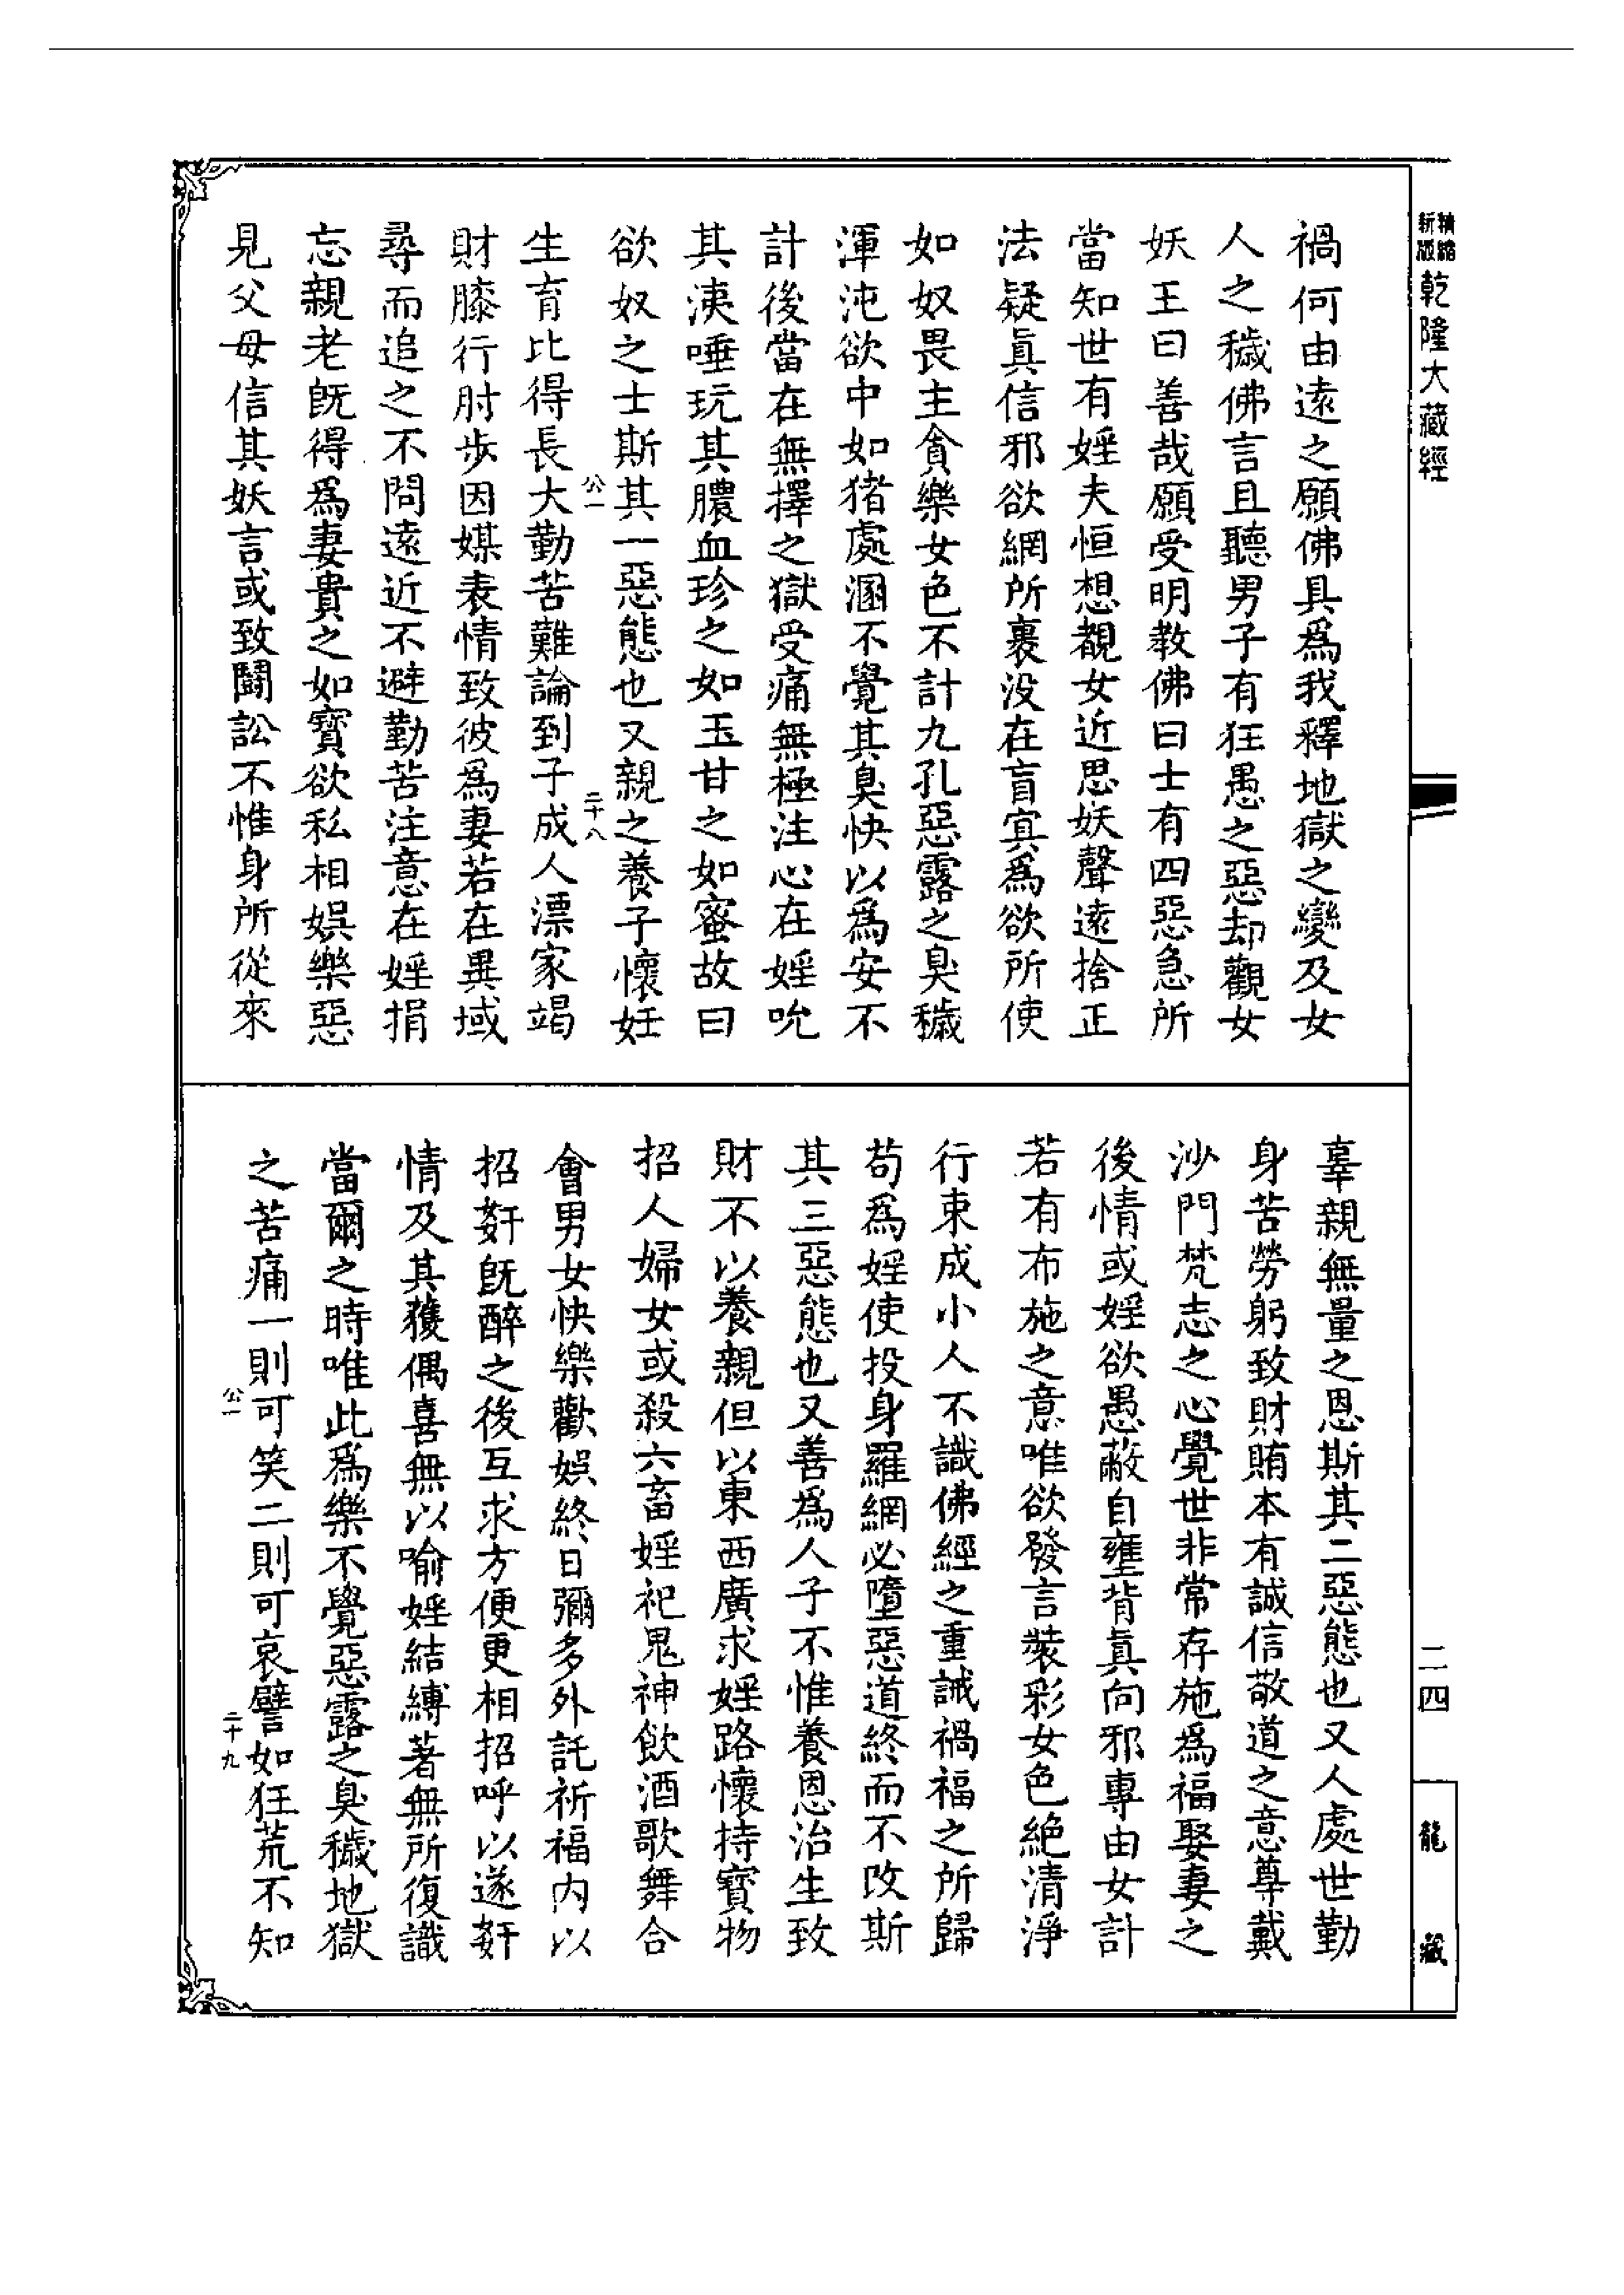 精縮
新版
乾隆大藏經
禍何由遠之願佛具為我釋地獄之變及女
人之穢佛言且聽男子有狂愚之惡却觀女
妖王曰善哉願受明教佛曰士有四惡急所
當知世有婬夫恒想覩女近思妖聲遠捨正
法疑真信邪欲網所裹没在盲冥為欲所使
如奴畏主貪樂女色不計九孔惡露之臭穢
渾沌欲中如猪處溷不覺其臭快以為安不
計後當在無擇之獄受痛無極注心在婬吮
其洟唾玩其膿血珍之如玉甘之如蜜故曰
欲奴之士斯其一惡態也又親之養子懷妊
公一
二十八
生育比得長大勤苦難論到子成人漂家竭
財膝行肘步因媒表情致彼為妻若在異域
尋而追之不問遠近不避勤苦注意在婬捐
忘親老旣得為妻貴之如寶欲私相娛樂惡
見父母信其妖言或致鬪訟不惟身所從來
辜親無量之恩斯其二惡態也又人處世勤
身苦勞躬致財賄本有誠信敬道之意尊戴
沙門梵志之心覺世非常存施為福娶妻之
後情或婬欲愚蔽自壅背真向邪專由女計
若有布施之意唯欲發言裝彩女色絕清淨
行束成小人不識佛經之重誡禍福之所歸
苟為婬使投身羅網必墮惡道終而不改斯
其三惡態也又善為人子不惟養恩治生致
財不以養親但以東西廣求婬路懷持寶物
招人婦女或殺六畜婬祀鬼神飲酒歌舞合
會男女快樂歡娛終日彌多外託祈福內以
招姧旣醉之後互求方便更相招呼以遂姧
情及其獲偶喜無以喻婬結縛著無所復識
當爾之時唯此為樂不覺惡露之臭穢地獄
之苦痛一則可笑二則可哀譬如狂荒不知
公一
二十九
二四
龍藏